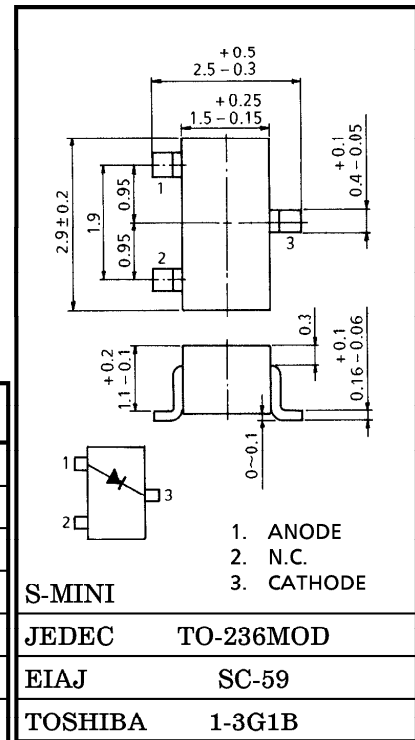 +0.5
2.5 – 0.3
+0.25
1.5 – 0.15
+0.1
0.4 – 0.05
2.9 ± 0.2
1.9
0.95
0.95
1
2
3
+0.2
1.1 – 0.1
0.3
+0.1
0.16 – 0.06
0~0.1
1
2
3
1. ANODE
2. N.C.
3. CATHODE
S-MINI
JEDEC TO-236MOD
EIAJ SC-59
TOSHIBA 1-3G1B